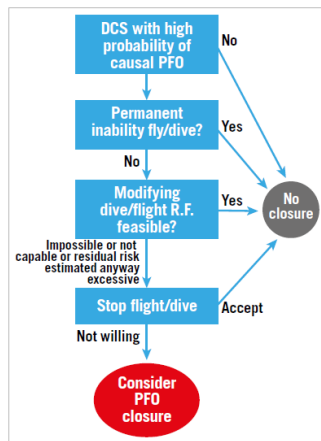 DCS with high
probability of
causal PFO
No
Permanent
inability fly/dive?
Yes
No
No
closure
Modifying
dive/flight R.F.
feasible?
Yes
Impossible or not
capable or residual risk
estimated anyway
excessive
Stop flight/dive
Accept
Not willing
Consider
PFO
closure